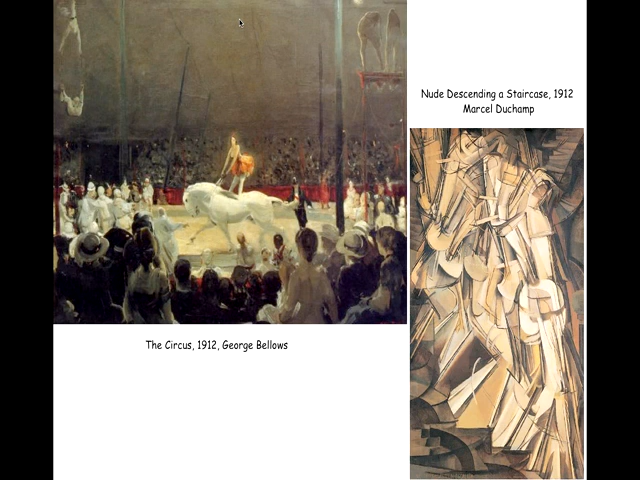 Nude Descending a Staircase, 1912
Marcel Duchamp
The Circus, 1912, George Bellows